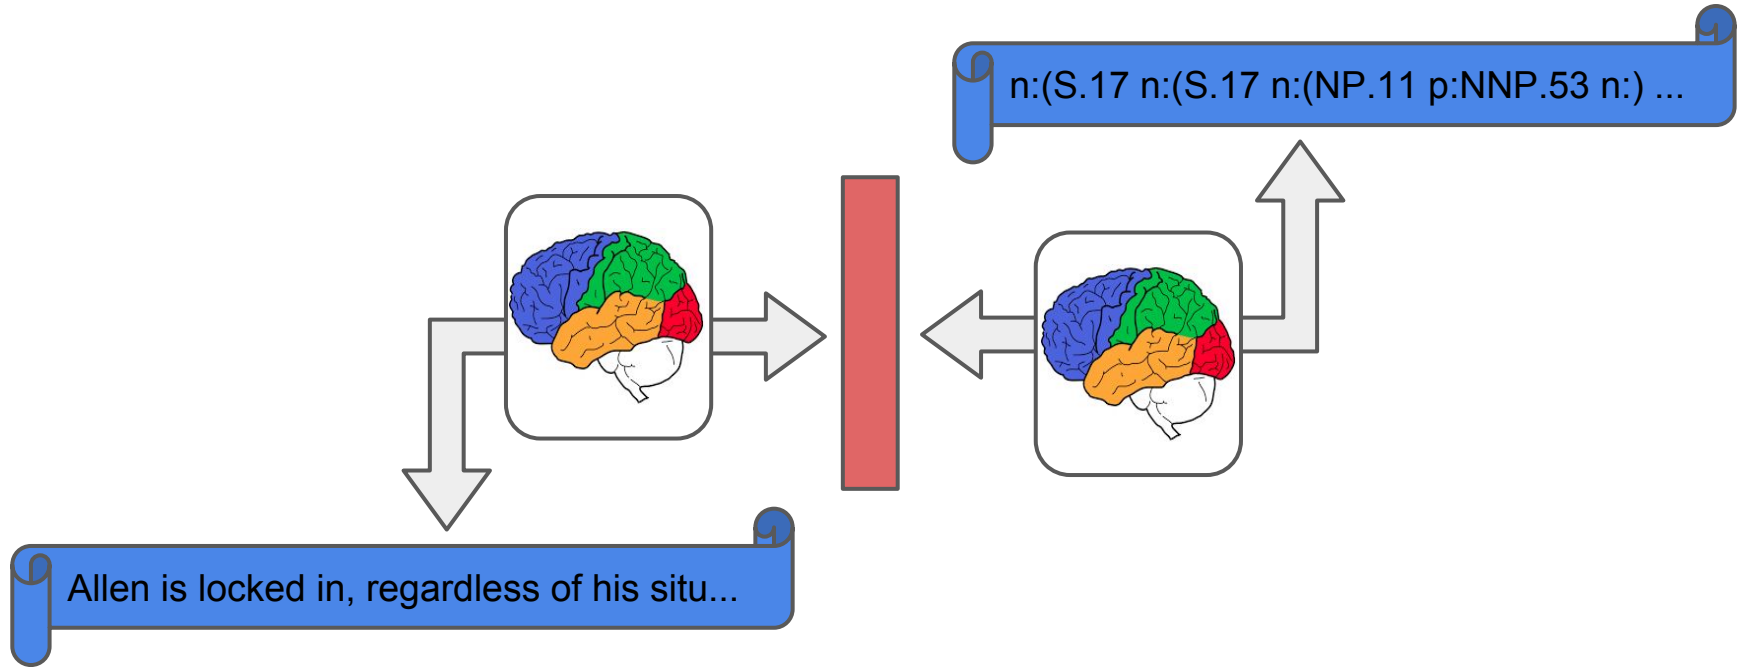 n:(S.17 n:(S.17 n:(NP.11 p:NNP.53 n:) ...
Allen is locked in, regardless of his situ...